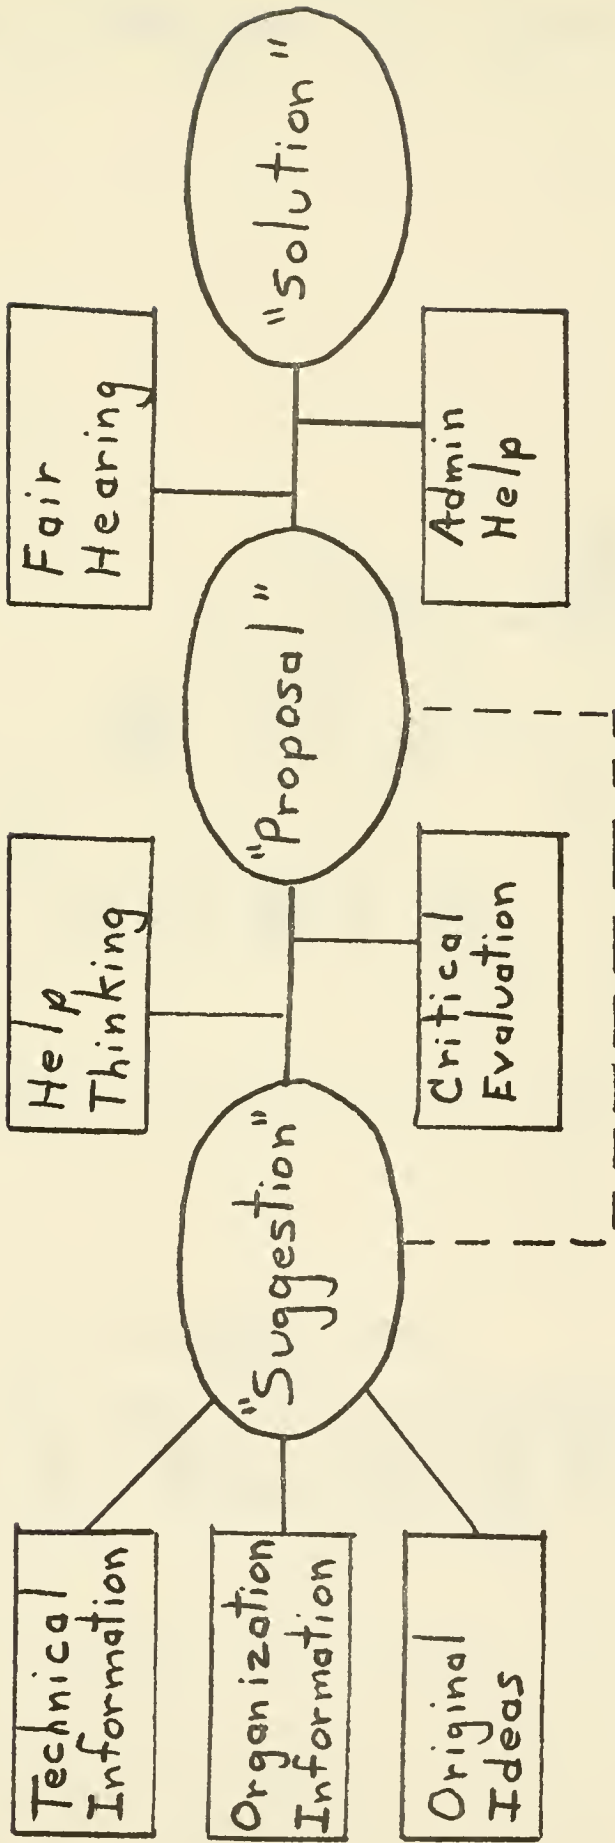 Technical
Information
Organization
Information
Original
Ideas
"Suggestion"
Help
Thinking
Critical
Evaluation
"Proposal"
Fair
Hearing
Admin
Help
"Solution"